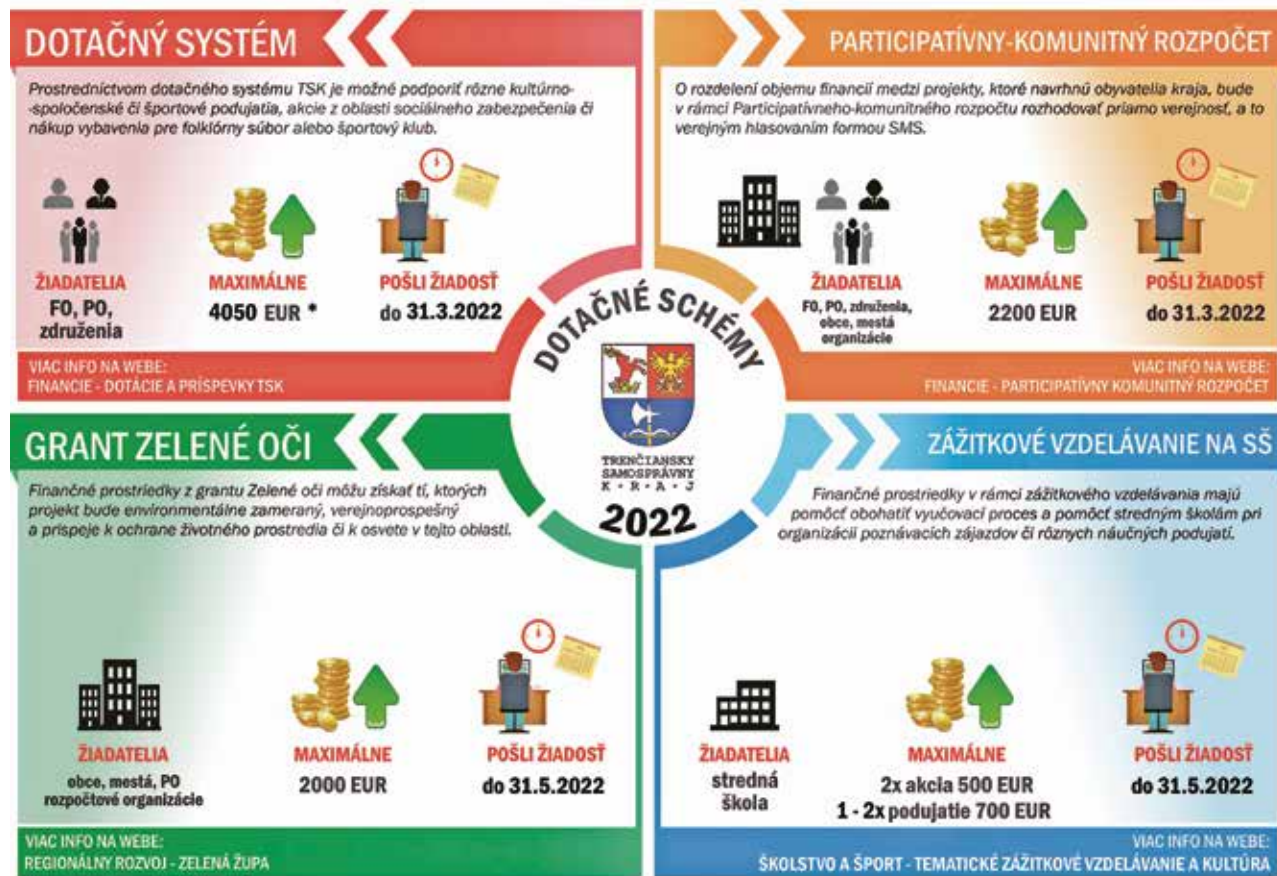 DOTAČNÝ SYSTÉM
Prostredníctvom dotačného systému TSK je možné podporiť rôzne kultúrno-
-spoločenské či športové podujatia, akcie z oblasti sociálneho zabezpečenia či
nákup vybavenia pre folklórny súbor alebo športový klub.
ŽIADATELIA
FO, PO,
združenia
MAXIMÁLNE
4050 EUR *
POŠLI ŽIADOSŤ
do 31.3.2022
VIAC INFO NA WEBE:
FINANCIE - DOTÁCIE A PRÍSPEVKY TSK
PARTICIPATÍVNY-KOMUNITNÝ ROZPOČET
O rozdelení objemu financií medzi projekty, ktoré navrhnú obyvatelia kraja, bude
v rámci Participatívneho-komunitného rozpočtu rozhodovať priamo verejnosť, a to
verejným hlasovaním formou SMS.
ŽIADATELIA
FO, PO, združenia,
obce, mestá
organizácie
MAXIMÁLNE
2200 EUR
POŠLI ŽIADOSŤ
do 31.3.2022
VIAC INFO NA WEBE:
FINANCIE - PARTICIPATÍVNY KOMUNITNÝ ROZPOČET
DOTAČNÉ SCHÉMY
TRENČIANSKY
SAMOSPRÁVNY
K · R · A · J
2022
GRANT ZELENÉ OČI
Finančné prostriedky z grantu Zelené oči môžu získať tí, ktorých
projekt bude environmentálne zameraný, verejnoprospešný
a prispeje k ochrane životného prostredia či k osvete v tejto oblasti.
ŽIADATELIA
obce, mestá, PO
rozpočtové organizácie
MAXIMÁLNE
2000 EUR
POŠLI ŽIADOSŤ
do 31.5.2022
VIAC INFO NA WEBE:
REGIONÁLNY ROZVOJ - ZELENÁ ŽUPA
ZÁŽITKOVÉ VZDELÁVANIE NA SŠ
Finančné prostriedky v rámci zážitkového vzdelávania majú
pomôcť obohatiť vyučovací proces a pomôcť stredným školám pri
organizácii poznávacích zájazdov či rôznych náučných podujatí.
ŽIADATELIA
stredná
škola
MAXIMÁLNE
2x akcia 500 EUR
1 - 2x podujatie 700 EUR
POŠLI ŽIADOSŤ
do 31.5.2022
VIAC INFO NA WEBE:
ŠKOLSTVO A ŠPORT - TEMATICKÉ ZÁŽITKOVÉ VZDELÁVANIE A KULTÚRA